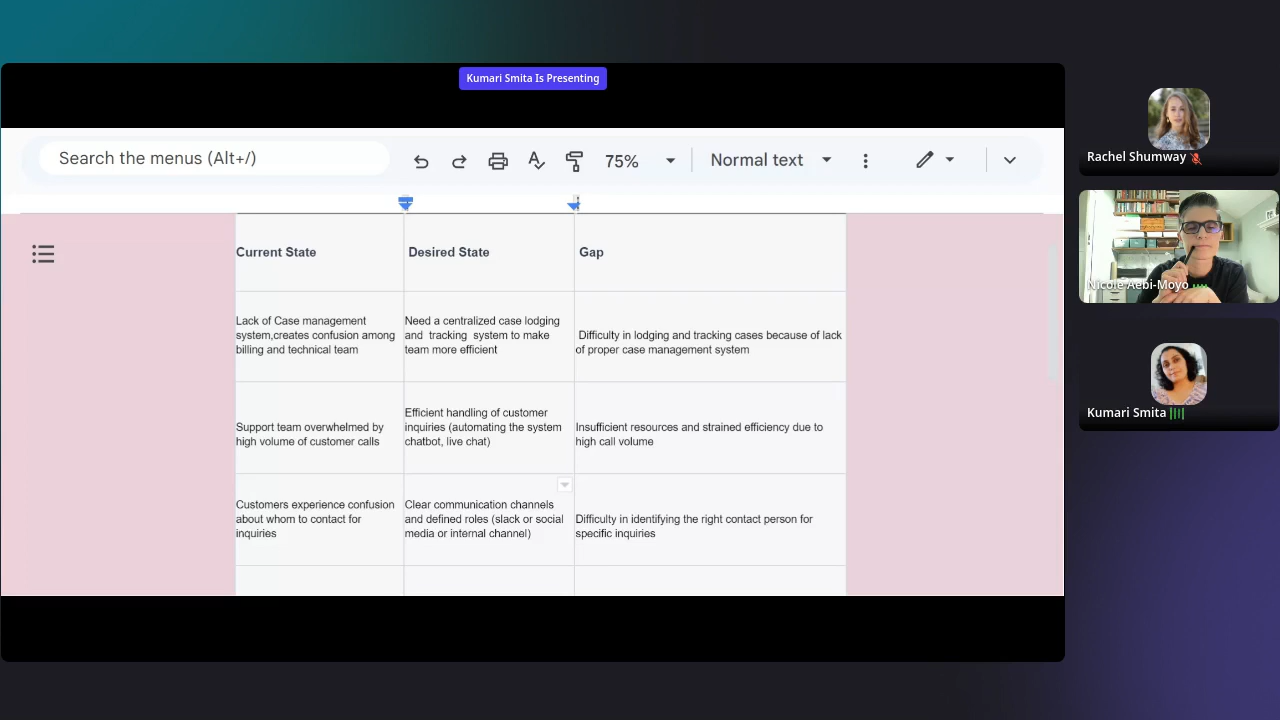 Kumari Smita Is Presenting
Search the menus (Alt+/)
75%
Normal text
Current State
Desired State
Gap
Lack of Case management
system,creates confusion among
billing and technical team
Need a centralized case lodging
and tracking system to make
team more efficient
Difficulty in lodging and tracking cases because of lack
of proper case management system
Support team overwhelmed by
high volume of customer calls
Efficient handling of customer
inquiries (automating the system
chatbot, live chat)
Insufficient resources and strained efficiency due to
high call volume
Customers experience confusion
about whom to contact for
inquiries
Clear communication channels
and defined roles (slack or social
media or internal channel)
Difficulty in identifying the right contact person for
specific inquiries
Rachel Shumway
Nicole Aebi-Moyo
Kumari Smita